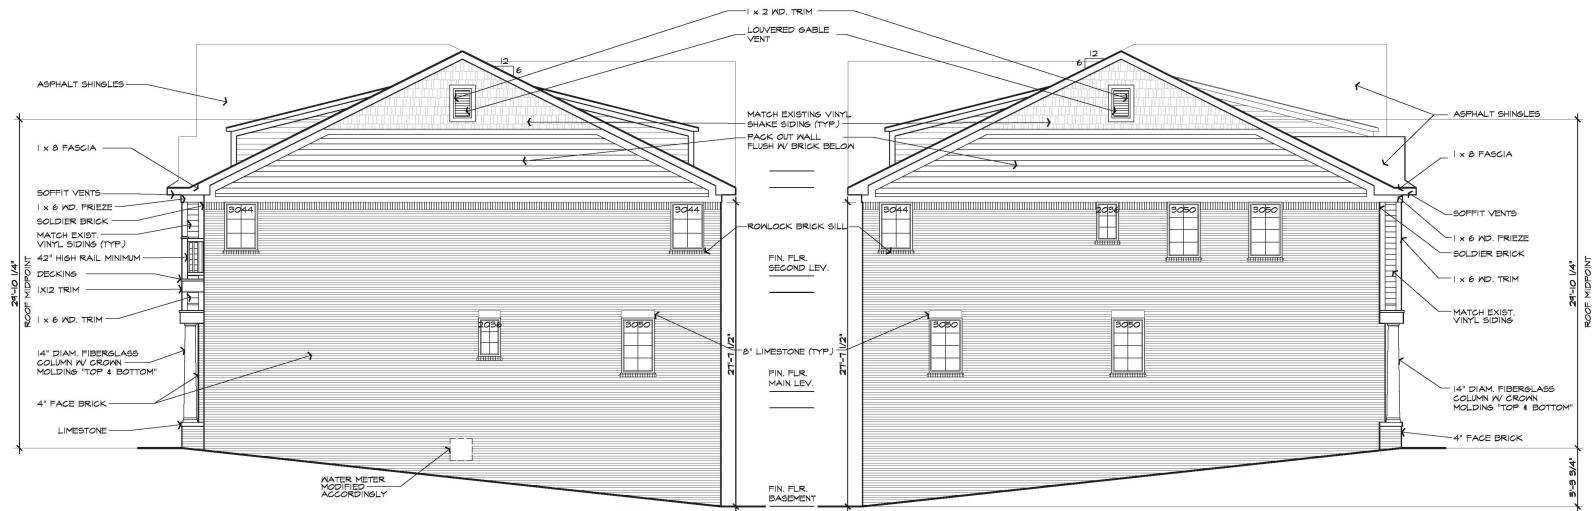 1 x 2 WD. TRIM
LOUVERED GABLE
VENT
12
6
12
6
ASPHALT SHINGLES
MATCH EXISTING VINYL
SHAKE SIDING (TYP.)
PACK OUT WALL
FLUSH W/ BRICK BELOW
ASPHALT SHINGLES
1 x 8 FASCIA
1 x 8 FASCIA
SOFFIT VENTS
1 x 6 WD. FRIEZE
SOLDIER BRICK
MATCH EXIST.
VINYL SIDING (TYP.)
42" HIGH RAIL MINIMUM
DECKING
1X12 TRIM
1 x 6 WD. TRIM
14" DIAM. FIBERGLASS
COLUMN W/ CROWN
MOLDING "TOP & BOTTOM"
4" FACE BRICK
LIMESTONE
29'-10 1/4"
ROOF MIDPOINT
3044
3044
2036
3050
WATER METER
MODIFIED
ACCORDINGLY
ROWLOCK BRICK SILL
FIN. FLR.
SECOND LEV.
8" LIMESTONE (TYP.)
FIN. FLR.
MAIN LEV.
FIN. FLR.
BASEMENT
27'-7 1/2"
27'-7 1/2"
3044
2036
3050
3050
3050
3050
SOFFIT VENTS
1 x 6 WD. FRIEZE
SOLDIER BRICK
1 x 6 WD. TRIM
MATCH EXIST.
VINYL SIDING
14" DIAM. FIBERGLASS
COLUMN W/ CROWN
MOLDING "TOP & BOTTOM"
4" FACE BRICK
29'-10 1/4"
ROOF MIDPOINT